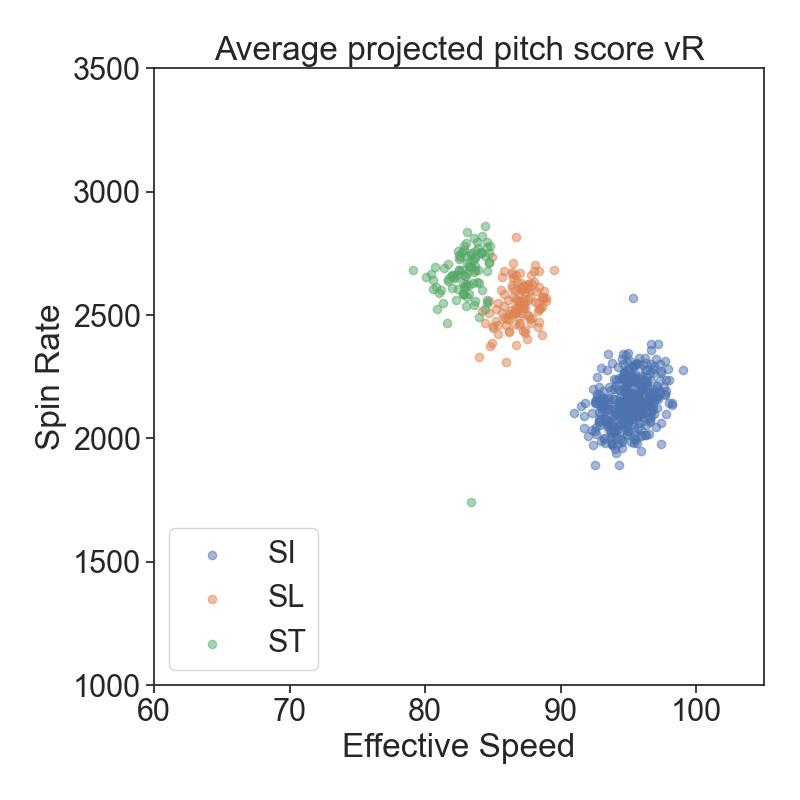 Average projected pitch score vR
3500
3000
2500
2000
1500
1000
Spin Rate
SI
SL
ST
60 70 80 90 100
Effective Speed